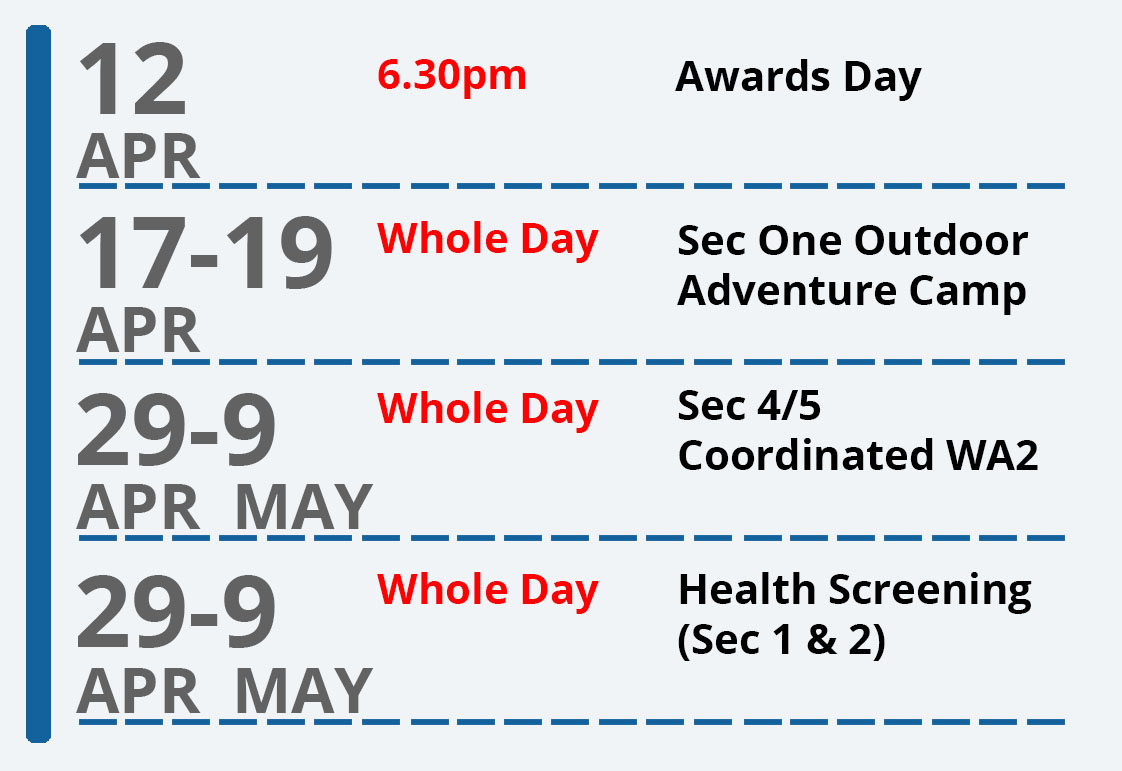 12 6.30pm Awards Day
APR
17-19 Whole Day Sec One Outdoor
Adventure Camp
APR
29-9 Whole Day Sec 4/5
Coordinated WA2
APR MAY
29-9 Whole Day Health Screening
(Sec 1 & 2)
APR MAY